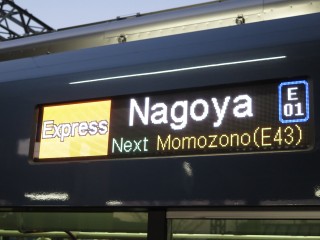 Express
Nagoya
E
01
Next Momozono(E43)